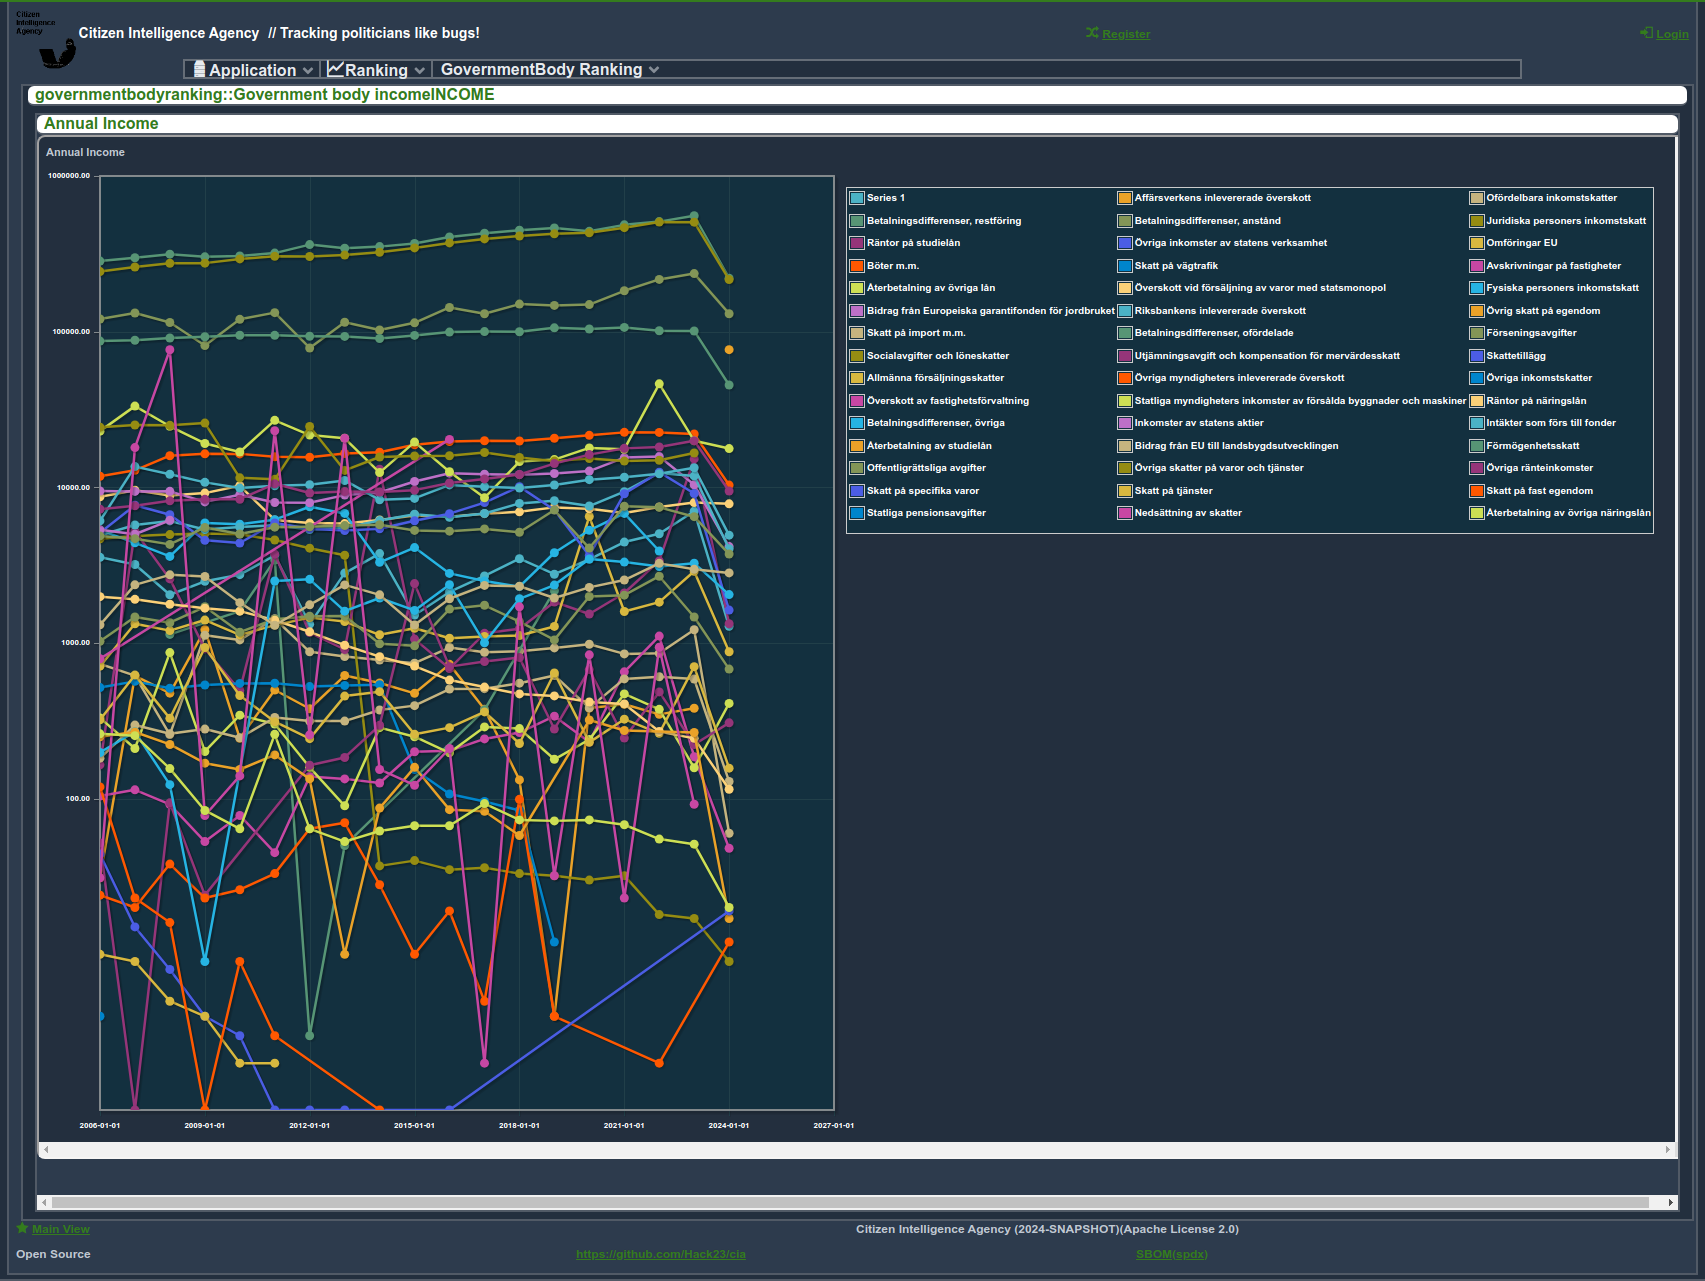 Citizen
Intelligence
Agency
Citizen Intelligence Agency // Tracking politicians like bugs!
Register
Login
Application
Ranking
GovernmentBody Ranking
governmentbodyranking::Government body incomeINCOME
Annual Income
Annual Income
1000000.00
100000.00
10000.00
1000.00
100.00
2006-01-01 2009-01-01 2012-01-01 2015-01-01 2018-01-01 2021-01-01 2024-01-01 2027-01-01
Series 1 Affärsverkens inlevererade överskott Ofördelbara inkomstskatter
Betalningsdifferenser, restföring Betalningsdifferenser, anstånd Juridiska personers inkomstskatt
Räntor på studielån Övriga inkomster av statens verksamhet Omföringar EU
Böter m.m. Skatt på vägtrafik Avskrivningar på fastigheter
Återbetalning av övriga lån Överskott vid försäljning av varor med statsmonopol Fysiska personers inkomstskatt
Bidrag från Europeiska garantifonden för jordbruket Riksbankens inlevererade överskott Övrig skatt på egendom
Skatt på import m.m. Betalningsdifferenser, ofördelade Förseningsavgifter
Socialavgifter och löneskatter Utjämningsavgift och kompensation för mervärdesskatt Skattetillägg
Allmänna försäljningsskatter Övriga myndigheters inlevererade överskott Övriga inkomstskatter
Överskott av fastighetsförvaltning Statliga myndigheters inkomster av försålda byggnader och maskiner Räntor på näringslån
Betalningsdifferenser, övriga Inkomster av statens aktier Intäkter som förs till fonder
Återbetalning av studielån Bidrag från EU till landsbygdsutvecklingen Förmögenhetsskatt
Offentligrättsliga avgifter Övriga skatter på varor och tjänster Övriga ränteinkomster
Skatt på specifika varor Skatt på tjänster Skatt på fast egendom
Statliga pensionsavgifter Nedsättning av skatter Återbetalning av övriga näringslån
Main View
Citizen Intelligence Agency (2024-SNAPSHOT)(Apache License 2.0)
Open Source
https://github.com/Hack23/cia
SBOM(spdx)